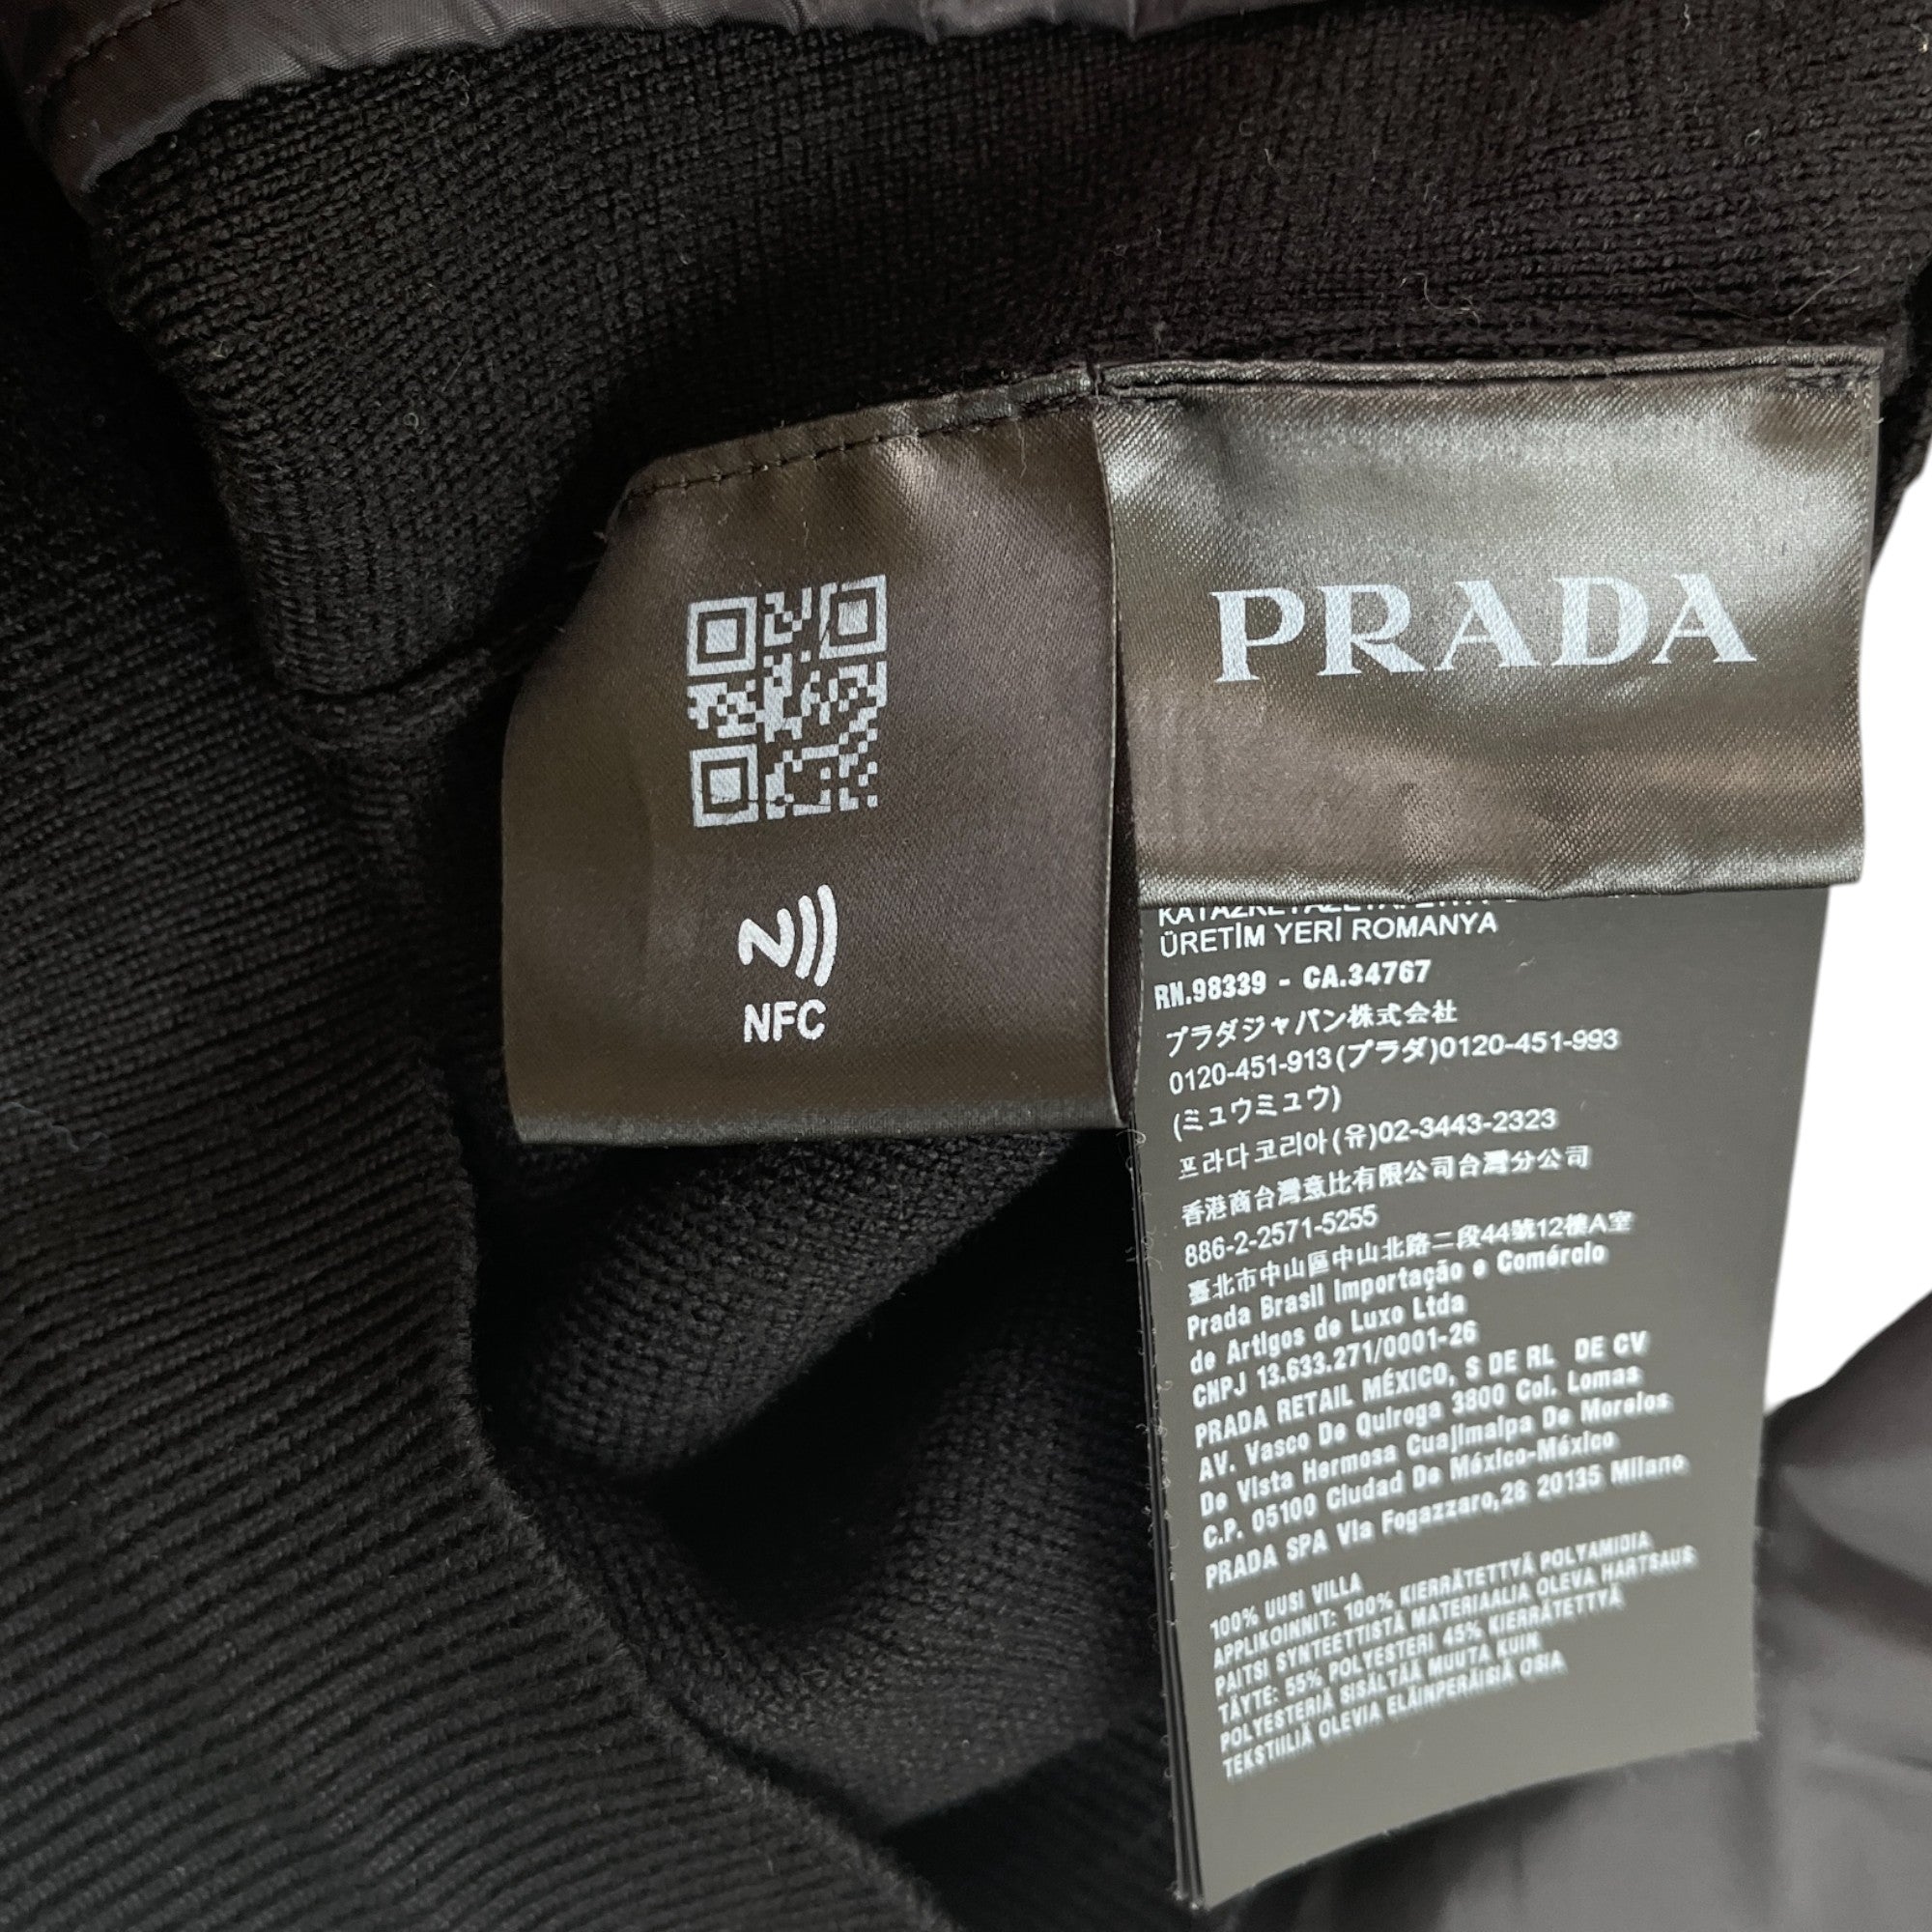 NFC
PRADA
ÜRETİM YERİ ROMANYA
RN.98339 - CA.34767
プラダジャパン株式会社
0120-451-913(プラダ)0120-451-993
(ミュウミュウ)
프라다코리아(유)02-3443-2323
香港商台灣意比有限公司台灣分公司
886-2-2571-5255
臺北市中山區中山北路二段44號12樓A室
Prada Brasil Importação e Comércio
de Artigos de Luxo Ltda
CNPJ 13.633.271/0001-26
PRADA RETAIL MÉXICO, S DE RL DE CV
AV. Vasco De Quiroga 3800 Col. Lomas
De Vista Hermosa Cuajimalpa De Morelos
C.P. 05100 Ciudad De México-México
PRADA SPA Via Fogazzaro,28 20135 Milano
100% UUSI VILLA
APPLIKOINNIT: 100% KIERRÄTETTYÄ POLYAMIDIA
PAITSI SYNTEETTISTÄ MATERIAALIA OLEVA HARTSAUS
TÄYTE: 55% POLYESTERI 45% KIERRÄTETTYÄ
POLYESTERIÄ SISÄLTÄÄ MUUTA KUIN
TEKSTIILIÄ OLEVIA ELÄINPERÄISIÄ OSIA